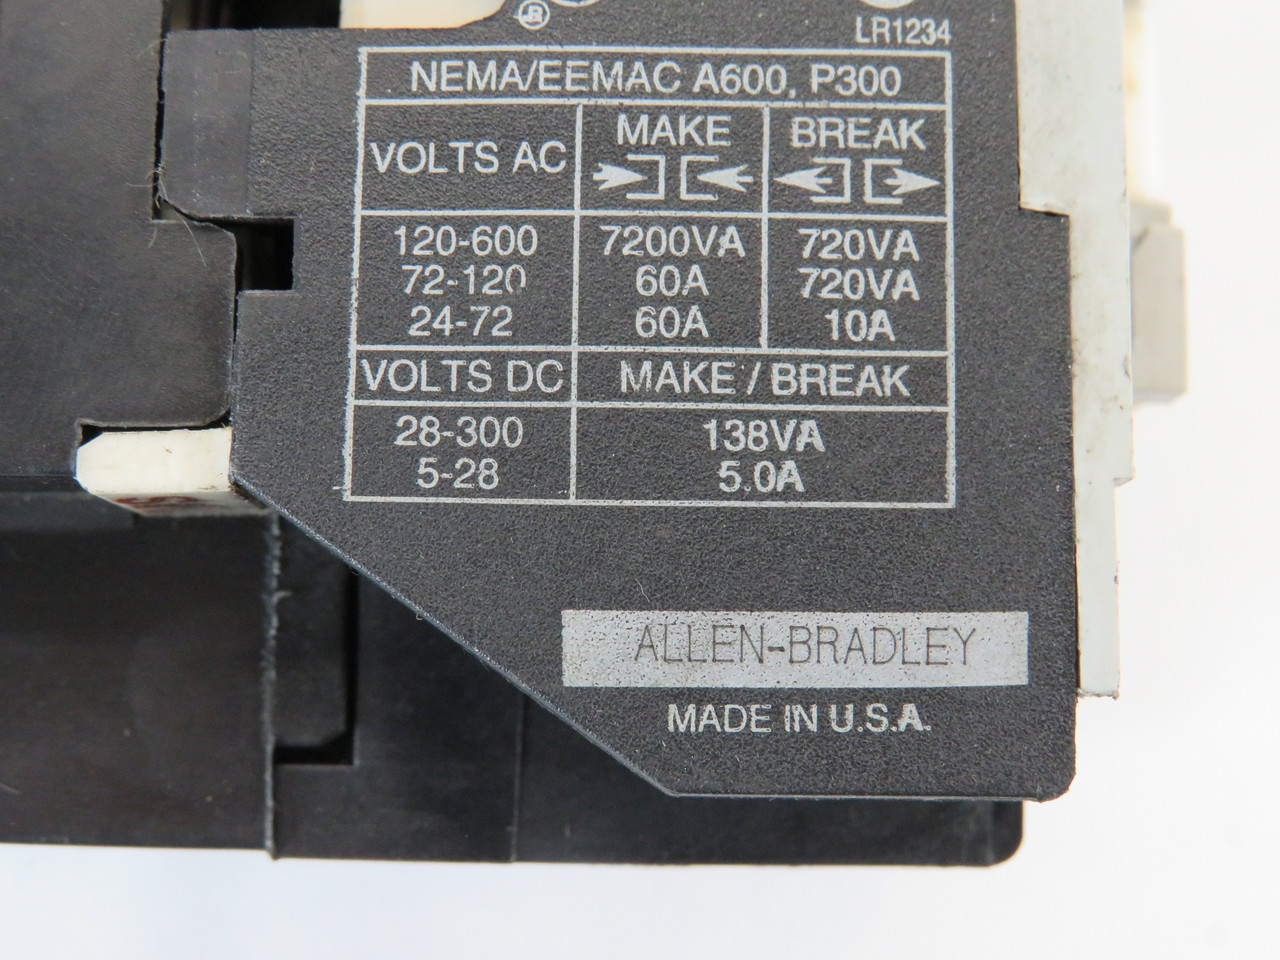 LR1234
NEMA/EEMAC A600, P300
VOLTS AC MAKE BREAK
120-600 7200VA 720VA
72-120 60A 720VA
24-72 60A 10A
VOLTS DC MAKE / BREAK
28-300 138VA
5-28 5.0A
ALLEN-BRADLEY
MADE IN U.S.A.